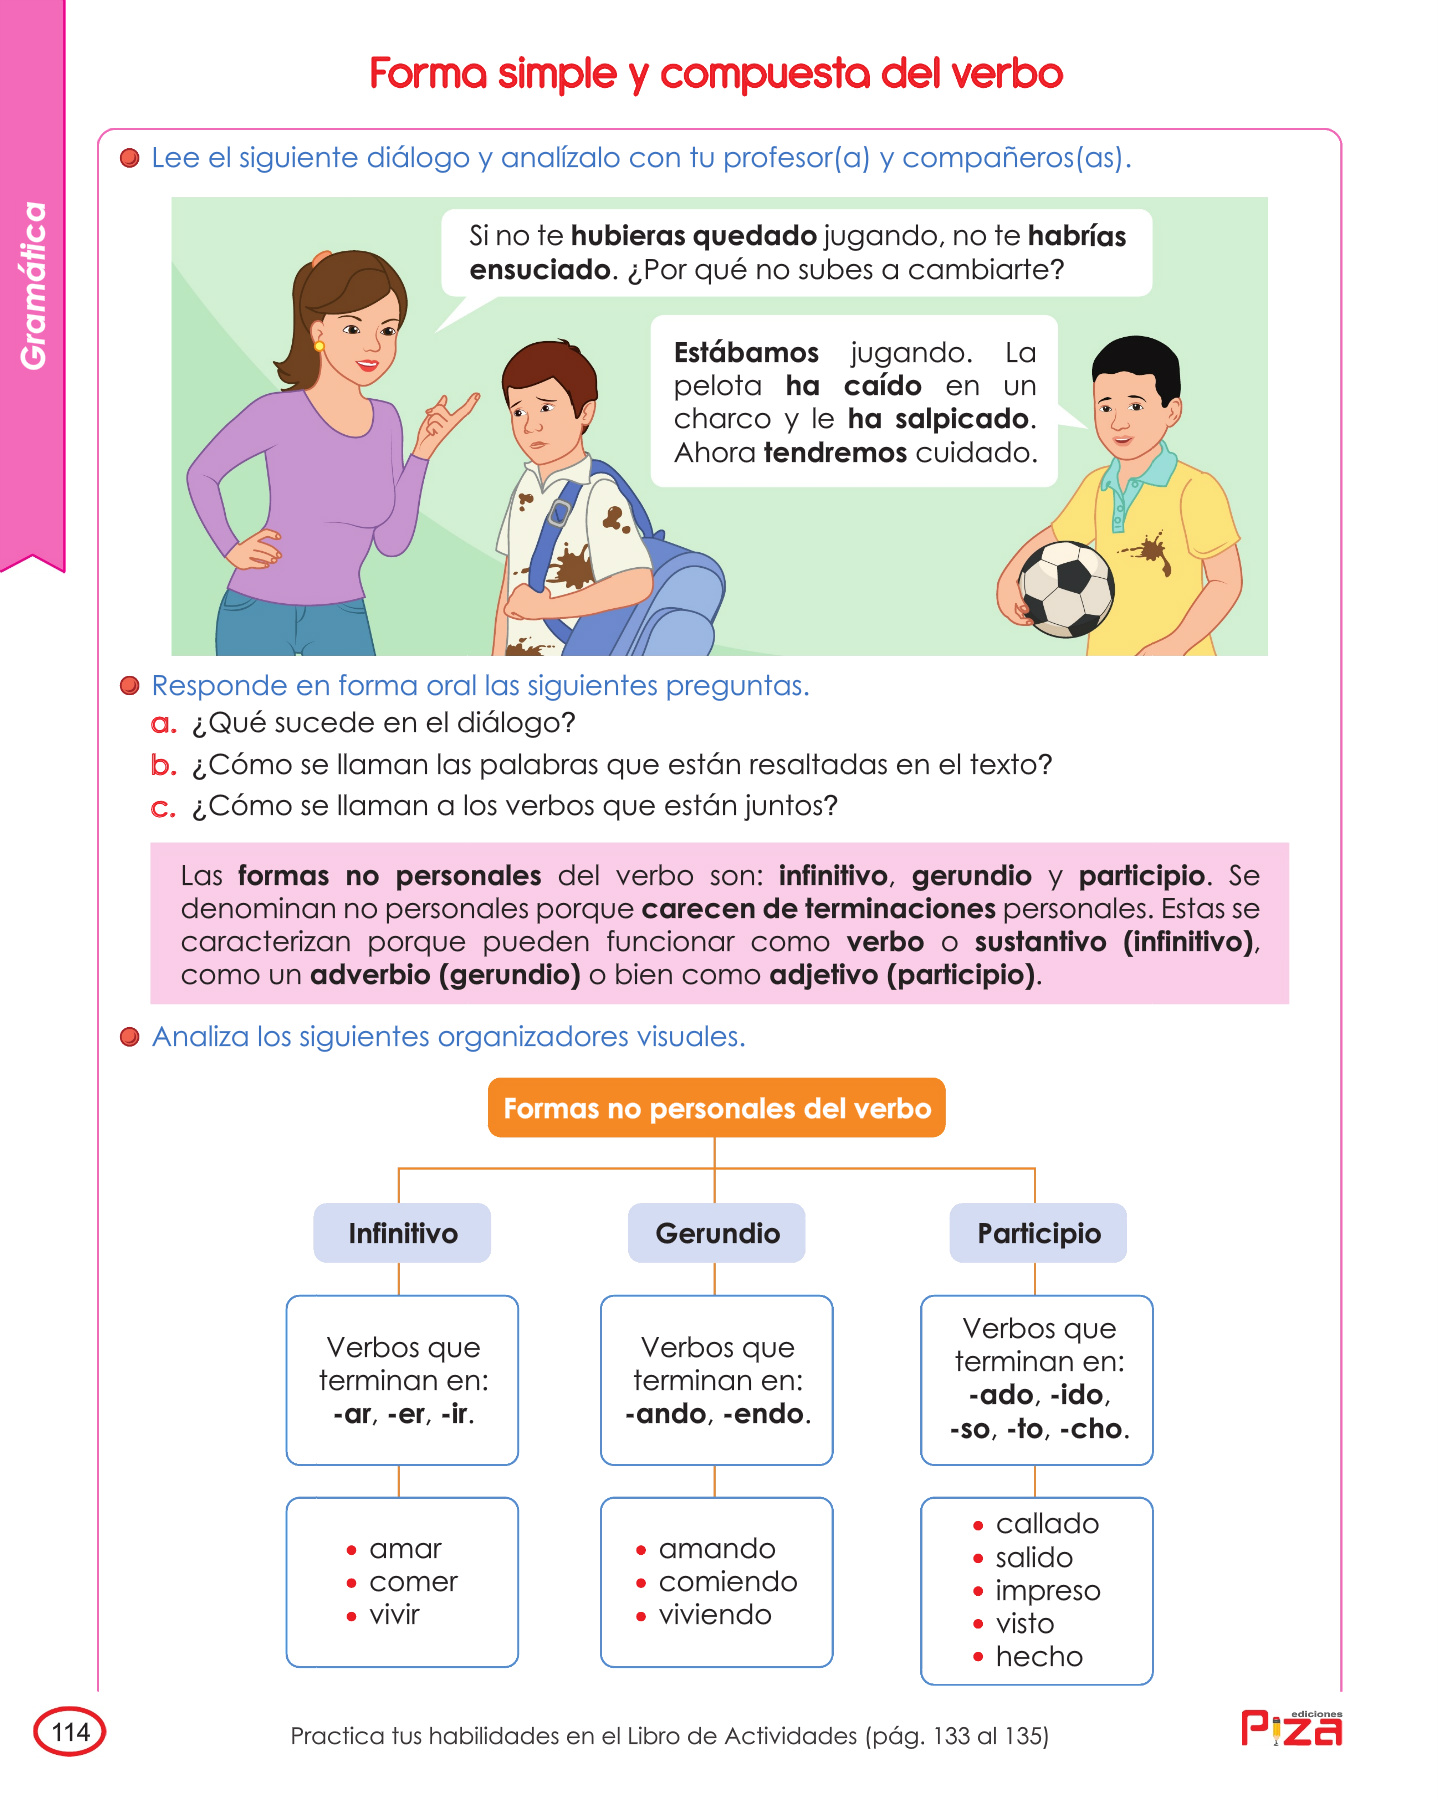 Forma simple y compuesta del verbo
Gramática
Lee el siguiente diálogo y analízalo con tu profesor(a) y compañeros(as).
Si no te hubieras quedado jugando, no te habrías
ensuciado. ¿Por qué no subes a cambiarte?
Estábamos jugando. La
pelota ha caído en un
charco y le ha salpicado.
Ahora tendremos cuidado.
Responde en forma oral las siguientes preguntas.
a. ¿Qué sucede en el diálogo?
b. ¿Cómo se llaman las palabras que están resaltadas en el texto?
c. ¿Cómo se llaman a los verbos que están juntos?
Las formas no personales del verbo son: infinitivo, gerundio y participio. Se
denominan no personales porque carecen de terminaciones personales. Estas se
caracterizan porque pueden funcionar como verbo o sustantivo (infinitivo),
como un adverbio (gerundio) o bien como adjetivo (participio).
Analiza los siguientes organizadores visuales.
Formas no personales del verbo
Infinitivo
Verbos que
terminan en:
-ar, -er, -ir.
• amar
• comer
• vivir
Gerundio
Verbos que
terminan en:
-ando, -endo.
• amando
• comiendo
• viviendo
Participio
Verbos que
terminan en:
-ado, -ido,
-so, -to, -cho.
• callado
• salido
• impreso
• visto
• hecho
114
Practica tus habilidades en el Libro de Actividades (pág. 133 al 135)
ediciones
Piza